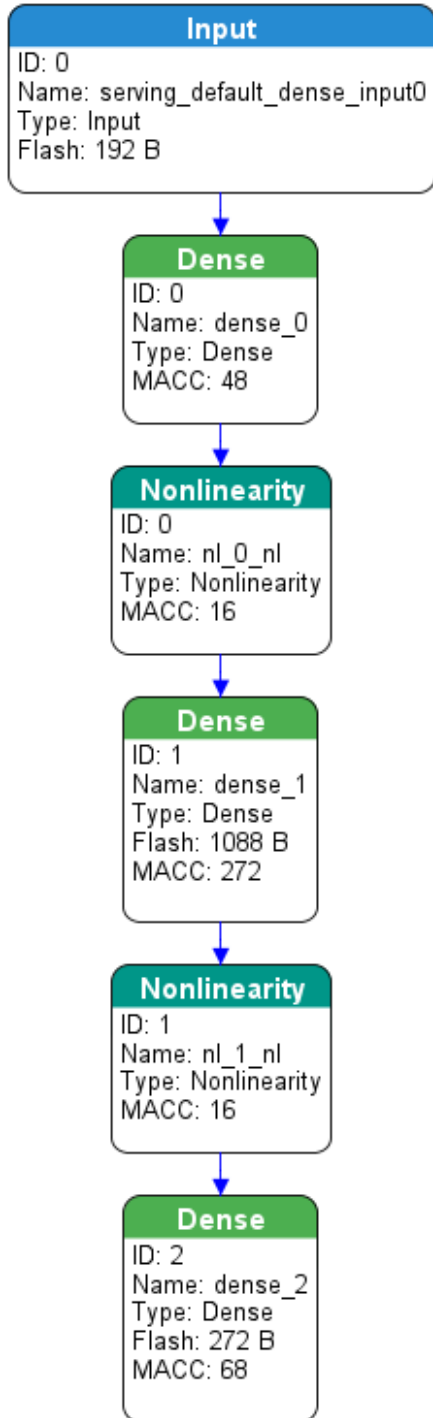 Input
ID: 0
Name: serving_default_dense_input0
Type: Input
Flash: 192 B
Dense
ID: 0
Name: dense_0
Type: Dense
MACC: 48
Nonlinearity
ID: 0
Name: nl_0_nl
Type: Nonlinearity
MACC: 16
Dense
ID: 1
Name: dense_1
Type: Dense
Flash: 1088 B
MACC: 272
Nonlinearity
ID: 1
Name: nl_1_nl
Type: Nonlinearity
MACC: 16
Dense
ID: 2
Name: dense_2
Type: Dense
Flash: 272 B
MACC: 68